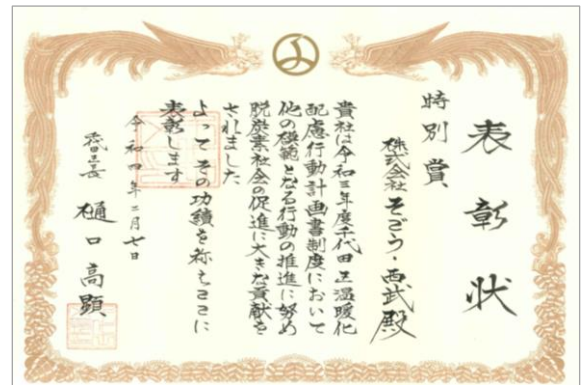 表彰状
特別賞
株式会社 そごう・西武殿
貴社は令和三年度千代田区温暖化
配慮行動計画書制度において
他の模範となる行動の推進に努め
脱炭素社会の促進に大きな貢献を
されました
よって その功績を称えここに
表彰します
令和四年二月七日
千代田区長 樋口高顕